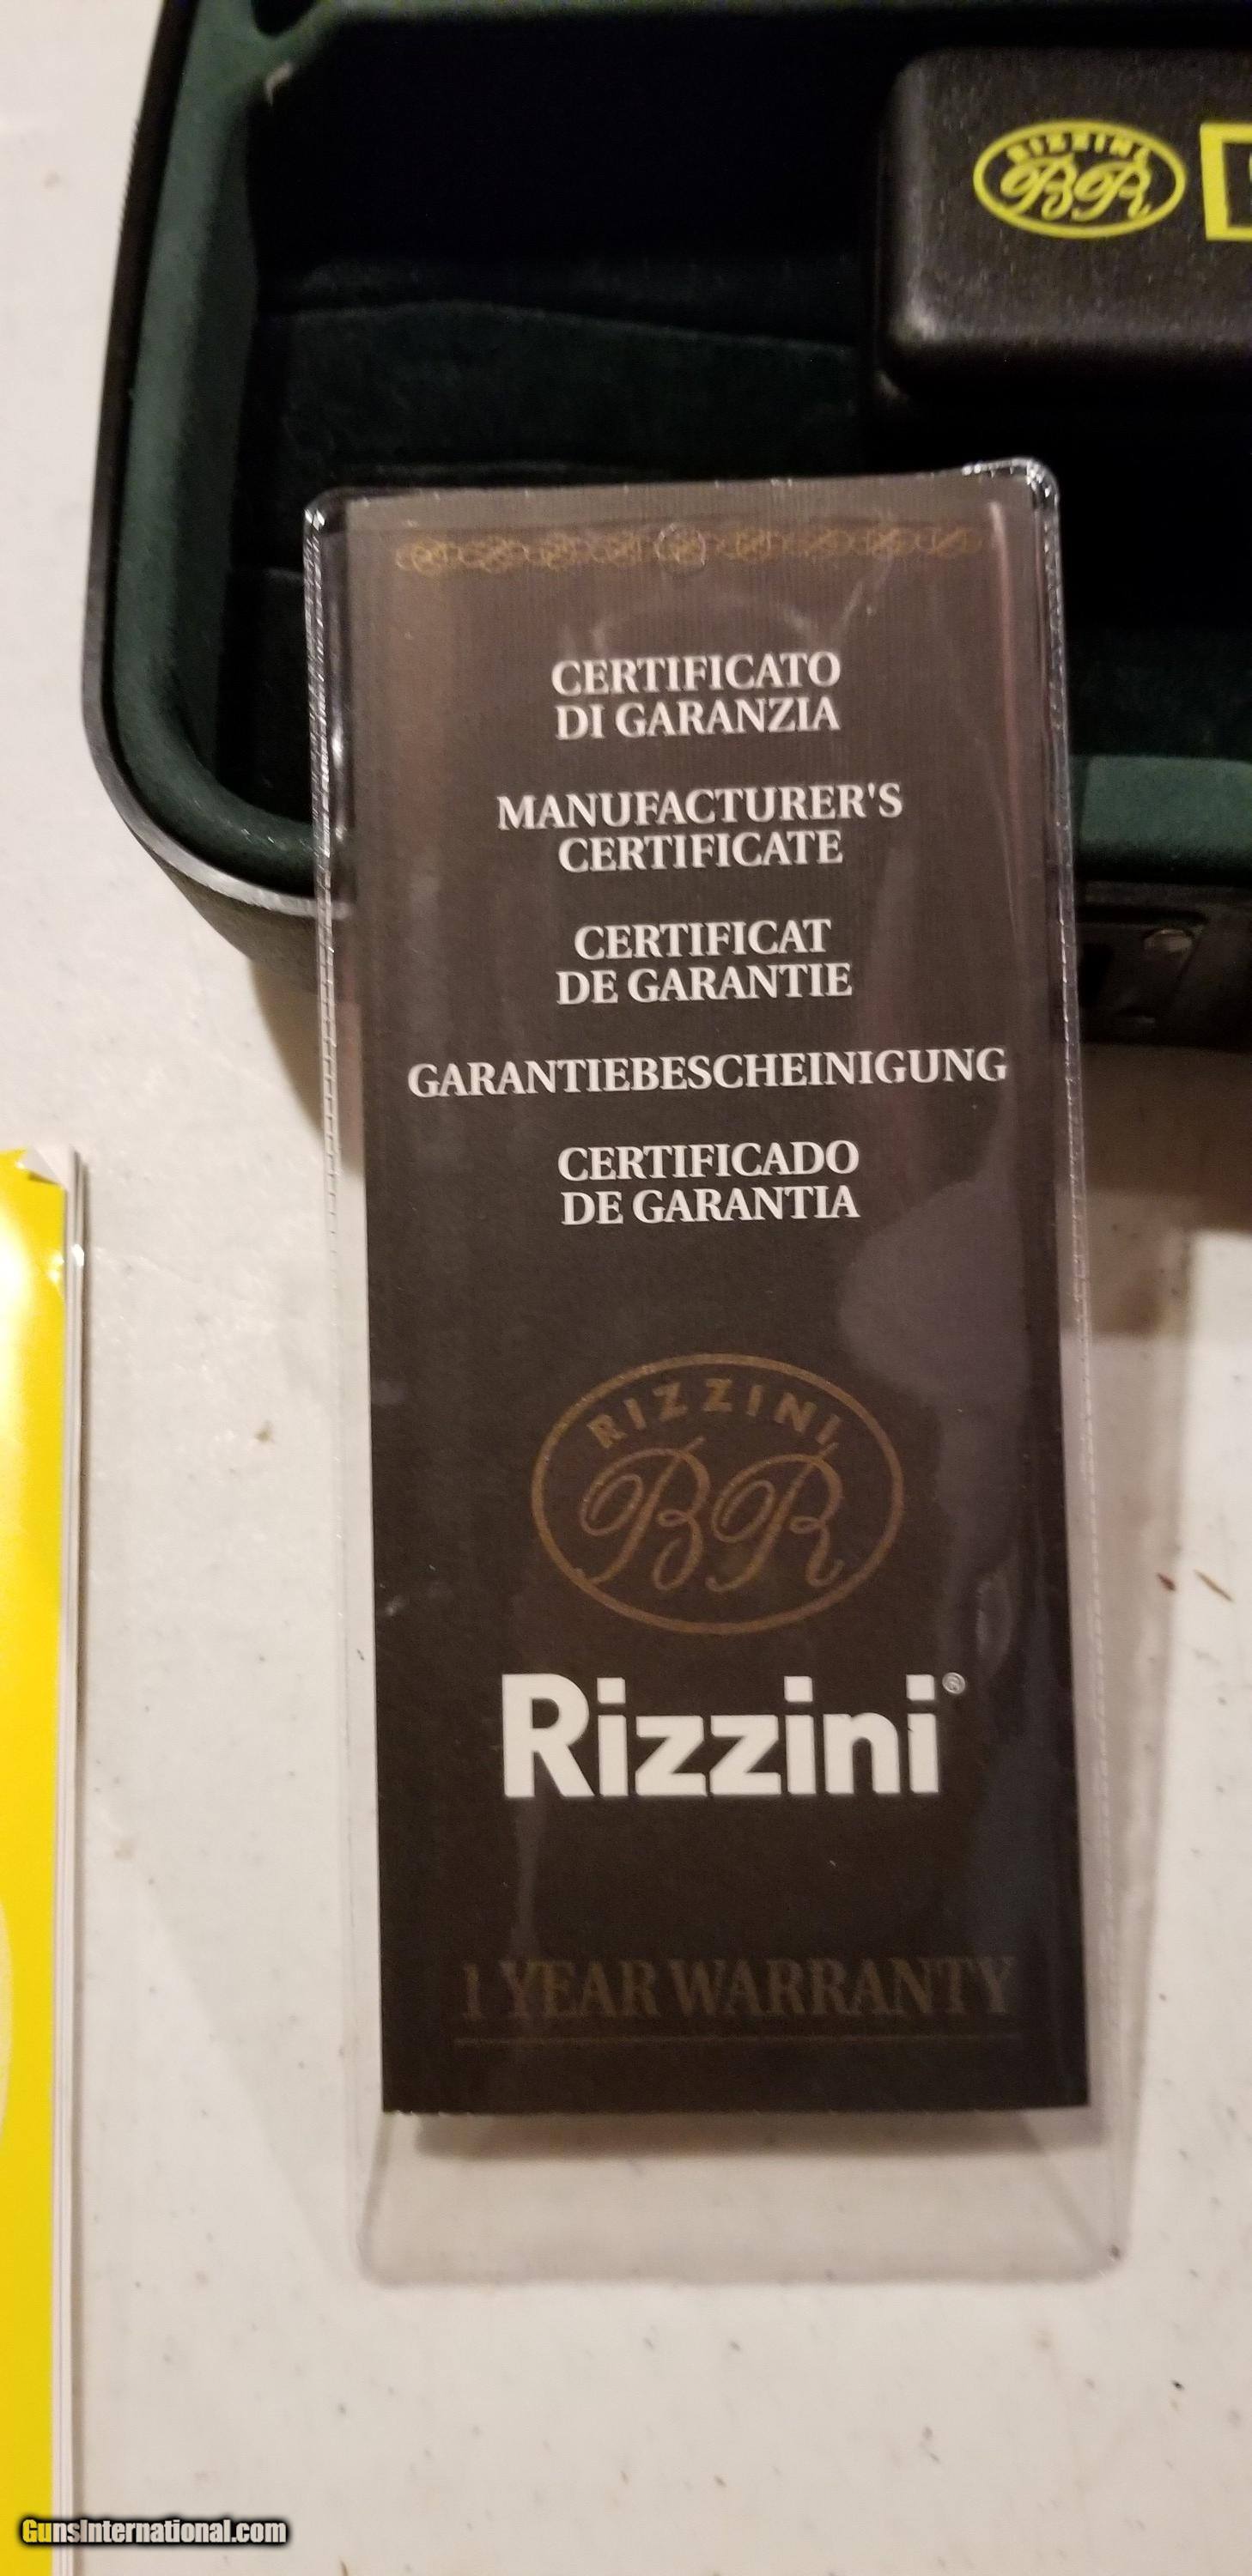 RIZZINI
BR
CERTIFICATO
DI GARANZIA
MANUFACTURER'S
CERTIFICATE
CERTIFICAT
DE GARANTIE
GARANTIEBESCHEINIGUNG
CERTIFICADO
DE GARANTIA
RIZZINI
BR
Rizzini®
1 YEAR WARRANTY
GunsInternational.com